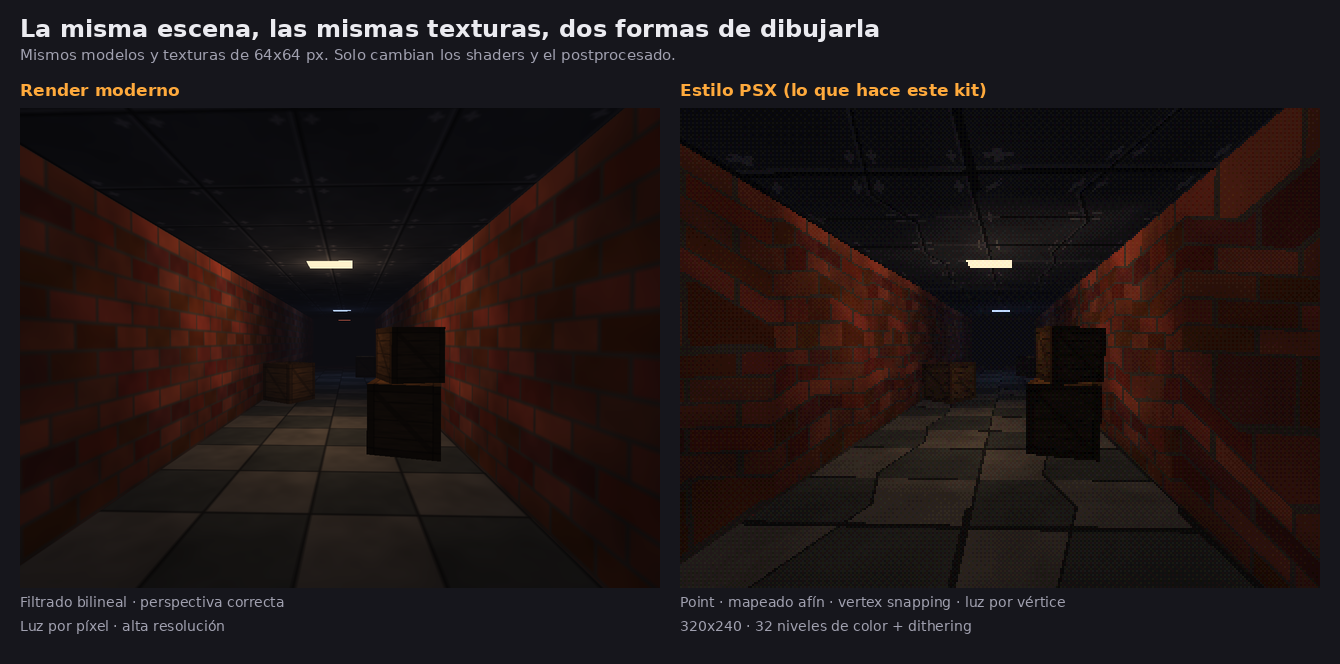 La misma escena, las mismas texturas, dos formas de dibujarla
Mismos modelos y texturas de 64x64 px. Solo cambian los shaders y el postprocesado.
Render moderno
Estilo PSX (lo que hace este kit)
Filtrado bilineal · perspectiva correcta
Luz por píxel · alta resolución
Point · mapeado afín · vertex snapping · luz por vértice
320x240 · 32 niveles de color + dithering